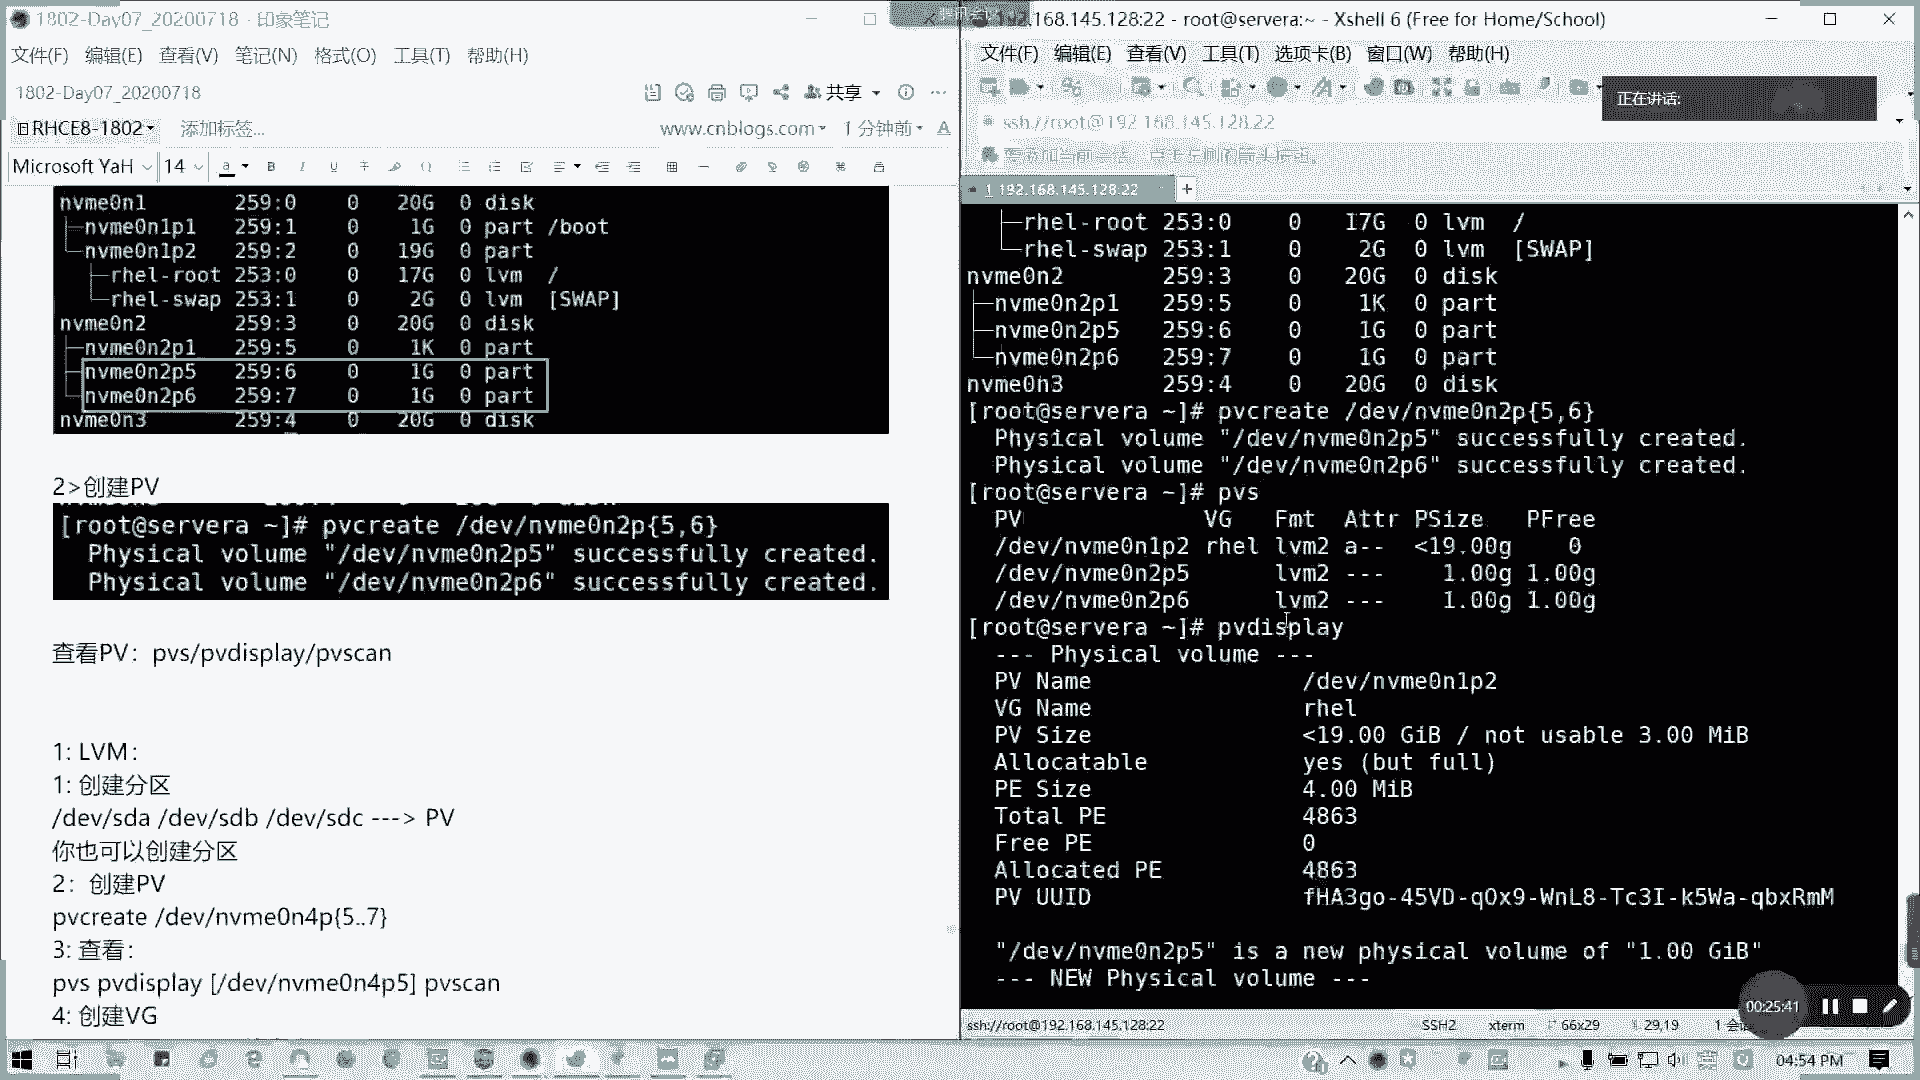 1802-Day07_20200718 - 印象笔记
文件(F) 编辑(E) 查看(V) 笔记(N) 格式(O) 工具(T) 帮助(H)
1802-Day07_20200718
共享
RHCE8-1802
添加标签...
www.cnblogs.com
1 分钟前
Microsoft YaH 14
nvme0n1 259:0 0 20G 0 disk
├─nvme0n1p1 259:1 0 1G 0 part /boot
└─nvme0n1p2 259:2 0 19G 0 part
├─rhel-root 253:0 0 17G 0 lvm /
└─rhel-swap 253:1 0 2G 0 lvm [SWAP]
nvme0n2 259:3 0 20G 0 disk
├─nvme0n2p1 259:5 0 1K 0 part
├─nvme0n2p5 259:6 0 1G 0 part
└─nvme0n2p6 259:7 0 1G 0 part
nvme0n3 259:4 0 20G 0 disk
2>创建PV
[root@servera ~]# pvcreate /dev/nvme0n2p{5,6}
Physical volume "/dev/nvme0n2p5" successfully created.
Physical volume "/dev/nvme0n2p6" successfully created.
查看PV：pvs/pvdisplay/pvscan
1: LVM：
1: 创建分区
/dev/sda /dev/sdb /dev/sdc ---> PV
你也可以创建分区
2：创建PV
pvcreate /dev/nvme0n4p{5..7}
3: 查看：
pvs pvdisplay [/dev/nvme0n4p5] pvscan
4: 创建VG
192.168.145.128:22 - root@servera:~ - Xshell 6 (Free for Home/School)
文件(F) 编辑(E) 查看(V) 工具(T) 选项卡(B) 窗口(W) 帮助(H)
正在讲话:
ssh://root@192.168.145.128:22
1 192.168.145.128:22
├─rhel-root 253:0 0 17G 0 lvm /
└─rhel-swap 253:1 0 2G 0 lvm [SWAP]
nvme0n2 259:3 0 20G 0 disk
├─nvme0n2p1 259:5 0 1K 0 part
├─nvme0n2p5 259:6 0 1G 0 part
└─nvme0n2p6 259:7 0 1G 0 part
nvme0n3 259:4 0 20G 0 disk
[root@servera ~]# pvcreate /dev/nvme0n2p{5,6}
Physical volume "/dev/nvme0n2p5" successfully created.
Physical volume "/dev/nvme0n2p6" successfully created.
[root@servera ~]# pvs
PV VG Fmt Attr PSize PFree
/dev/nvme0n1p2 rhel lvm2 a-- <19.00g 0
/dev/nvme0n2p5 lvm2 --- 1.00g 1.00g
/dev/nvme0n2p6 lvm2 --- 1.00g 1.00g
[root@servera ~]# pvdisplay
--- Physical volume ---
PV Name /dev/nvme0n1p2
VG Name rhel
PV Size <19.00 GiB / not usable 3.00 MiB
Allocatable yes (but full)
PE Size 4.00 MiB
Total PE 4863
Free PE 0
Allocated PE 4863
PV UUID fHA3go-45VD-qOx9-WnL8-Tc3I-k5Wa-qbxRmM
"/dev/nvme0n2p5" is a new physical volume of "1.00 GiB"
--- NEW Physical volume ---
00:25:41
ssh://root@192.168.145.128:22 SSH2 xterm 66x29 29,19
04:54 PM